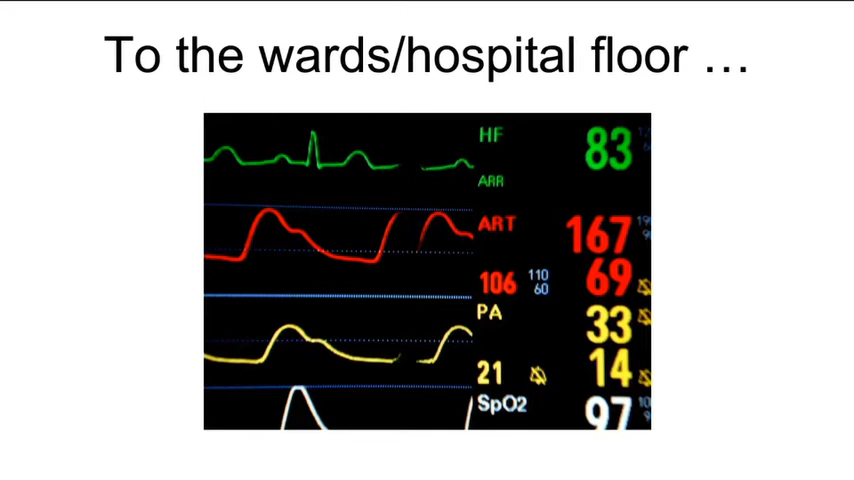 To the wards/hospital floor …
HF 83
ARR
ART 167
106 110 69
60
PA 33
21 14
SpO2 97